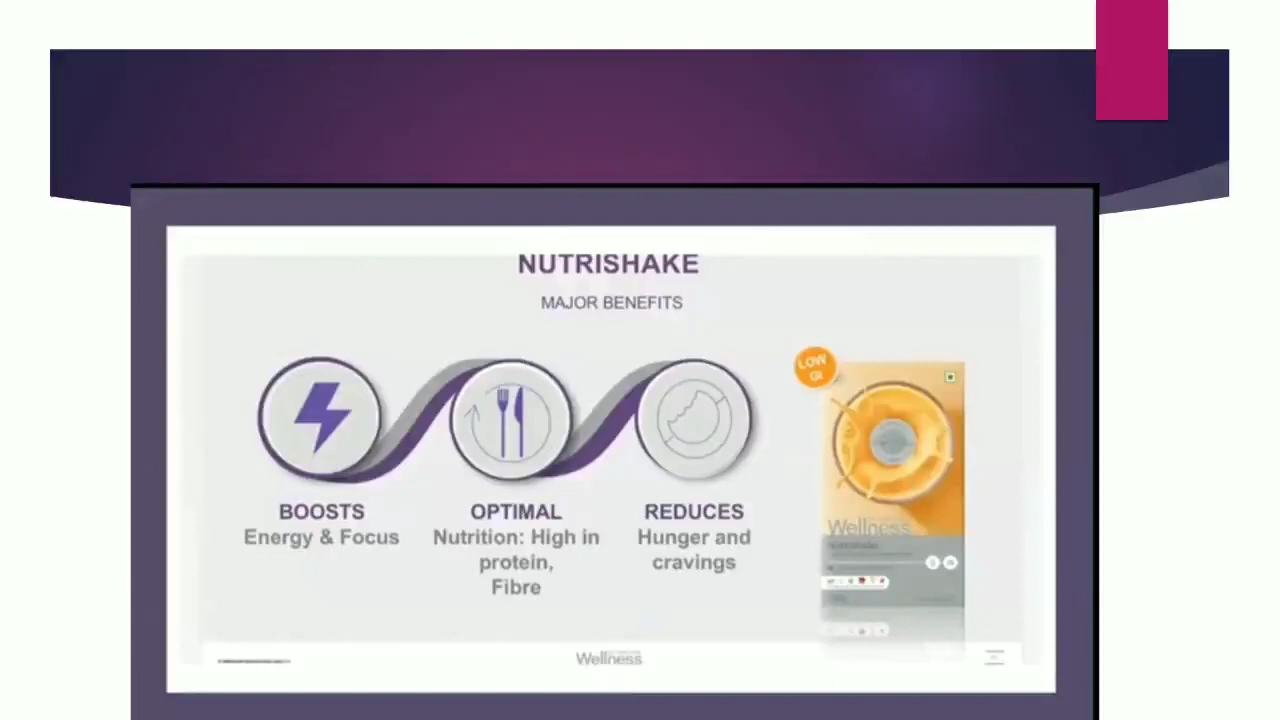 NUTRISHAKE
MAJOR BENEFITS
LOW
GI
BOOSTS
Energy & Focus
OPTIMAL
Nutrition: High in
protein,
Fibre
REDUCES
Hunger and
cravings
Wellness
Wellness